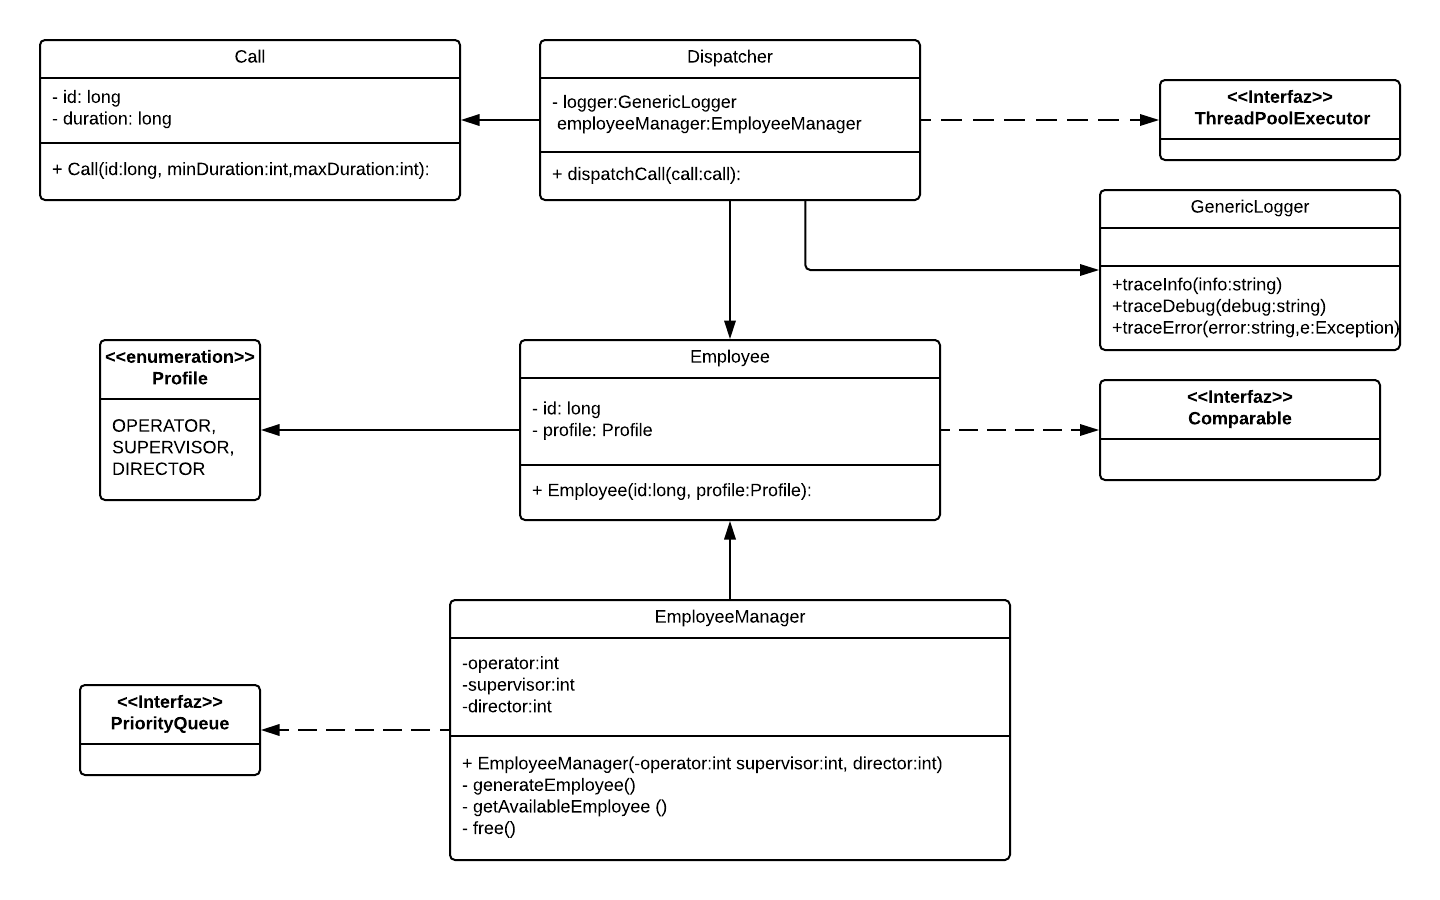 Call
- id: long
- duration: long
+ Call(id:long, minDuration:int,maxDuration:int):
Dispatcher
- logger:GenericLogger
employeeManager:EmployeeManager
+ dispatchCall(call:call):
<<Interfaz>>
ThreadPoolExecutor
GenericLogger
+traceInfo(info:string)
+traceDebug(debug:string)
+traceError(error:string,e:Exception)
<<enumeration>>
Profile
OPERATOR,
SUPERVISOR,
DIRECTOR
Employee
- id: long
- profile: Profile
+ Employee(id:long, profile:Profile):
<<Interfaz>>
Comparable
EmployeeManager
-operator:int
-supervisor:int
-director:int
+ EmployeeManager(-operator:int supervisor:int, director:int)
- generateEmployee()
- getAvailableEmployee ()
- free()
<<Interfaz>>
PriorityQueue